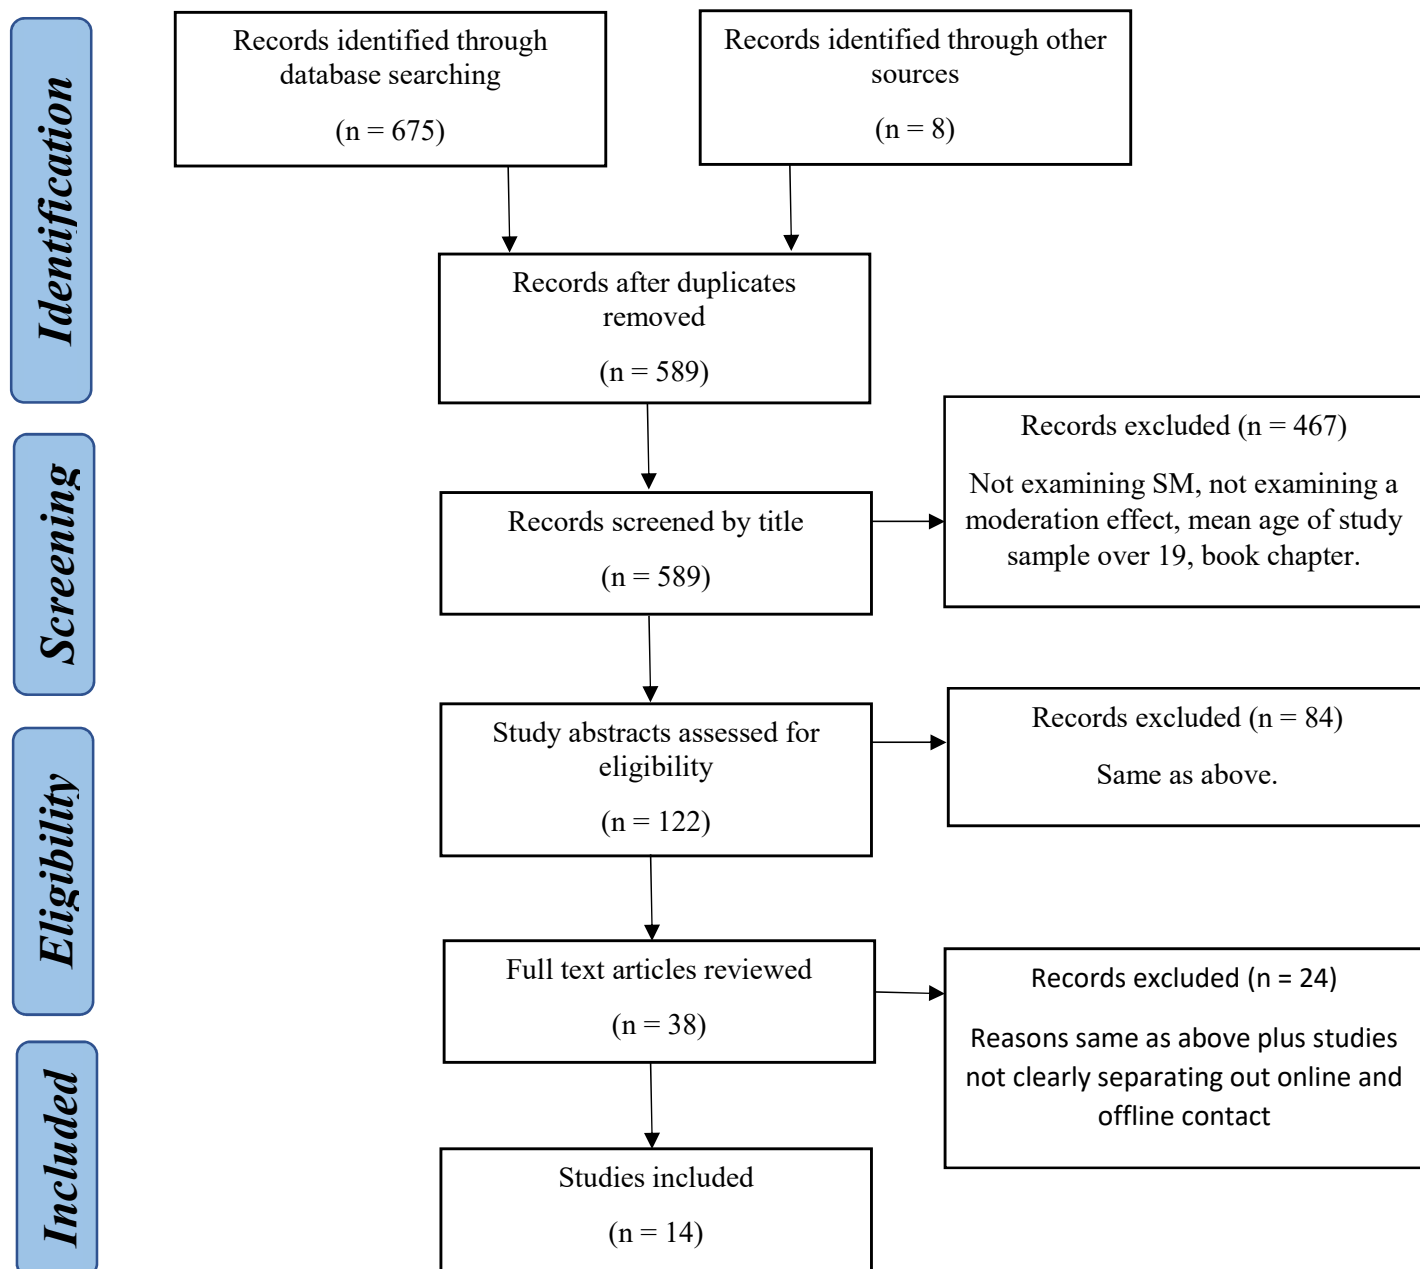 Identification
Records identified through
database searching
(n = 675)
Records identified through other
sources
(n = 8)
Records after duplicates
removed
(n = 589)
Records excluded (n = 467)
Not examining SM, not examining a
moderation effect, mean age of study
sample over 19, book chapter.
Screening
Records screened by title
(n = 589)
Records excluded (n = 84)
Same as above.
Eligibility
Study abstracts assessed for
eligibility
(n = 122)
Full text articles reviewed
(n = 38)
Records excluded (n = 24)
Reasons same as above plus studies
not clearly separating out online and
offline contact
Included
Studies included
(n = 14)